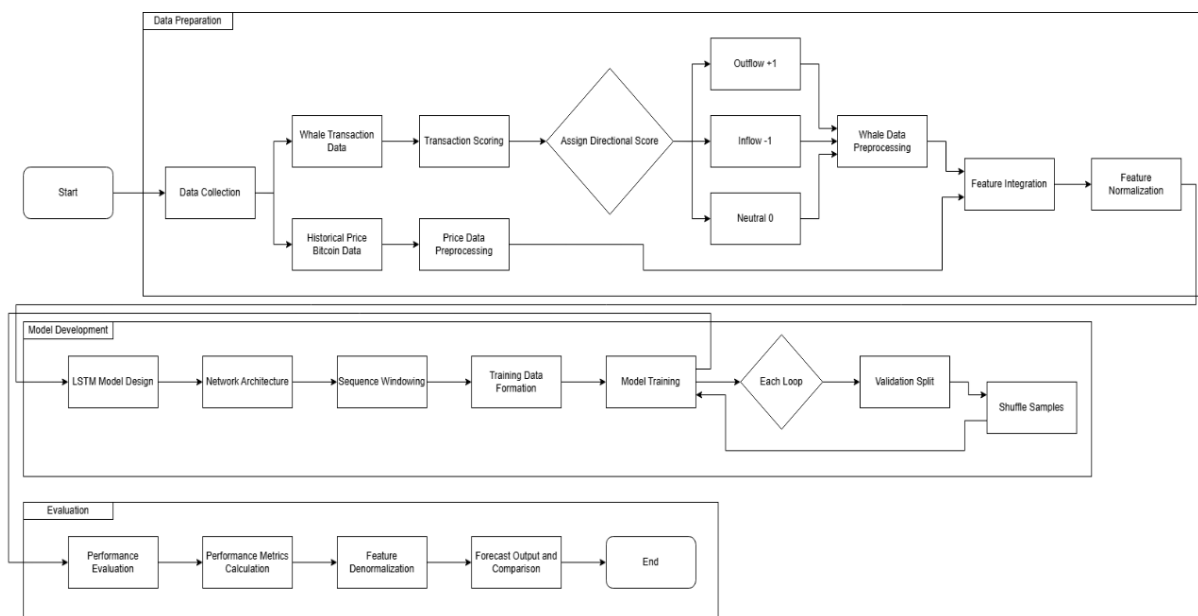 Data Preparation
Start
Data Collection
Whale Transaction
Data
Transaction Scoring
Assign Directional Score
Outflow +1
Inflow -1
Neutral 0
Whale Data
Preprocessing
Historical Price
Bitcoin Data
Price Data
Preprocessing
Feature Integration
Feature
Normalization
Model Development
LSTM Model Design
Network Architecture
Sequence Windowing
Training Data
Formation
Model Training
Each Loop
Validation Split
Shuffle Samples
Evaluation
Performance
Evaluation
Performance Metrics
Calculation
Feature
Denormalization
Forecast Output and
Comparison
End